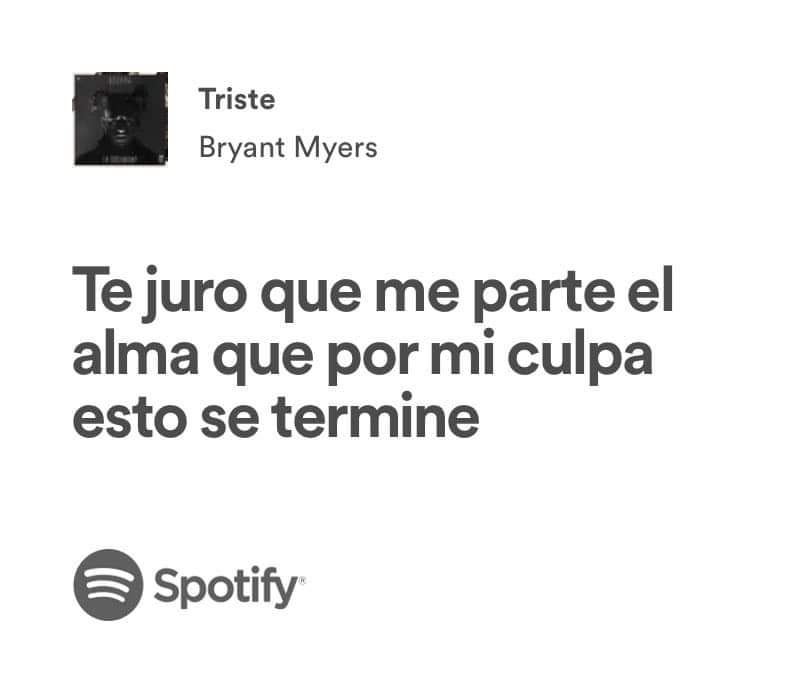 Triste
Bryant Myers
Te juro que me parte el
alma que por mi culpa
esto se termine
Spotify®